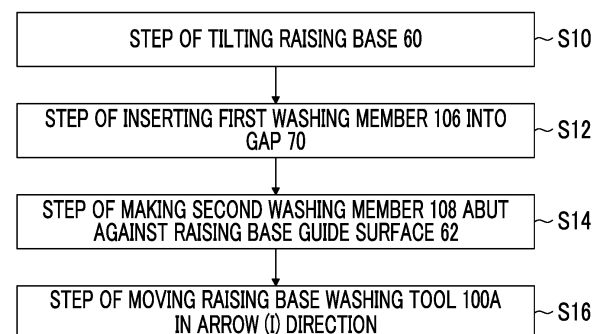 STEP OF TILTING RAISING BASE 60
S10
STEP OF INSERTING FIRST WASHING MEMBER 106 INTO
GAP 70
S12
STEP OF MAKING SECOND WASHING MEMBER 108 ABUT
AGAINST RAISING BASE GUIDE SURFACE 62
S14
STEP OF MOVING RAISING BASE WASHING TOOL 100A
IN ARROW (I) DIRECTION
S16